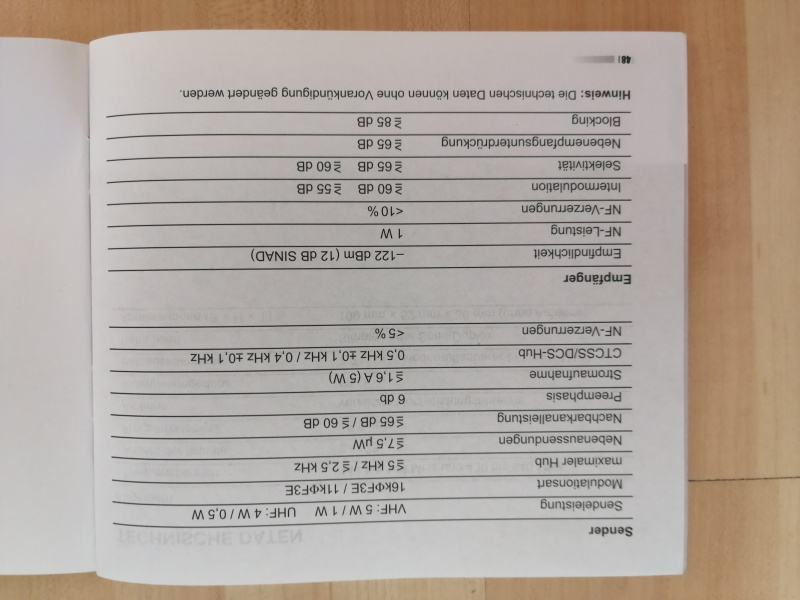 Sender
Sendeleistung VHF: 5 W / 1 W UHF: 4 W / 0,5 W
Modulationsart 16kΦF3E / 11kΦF3E
maximaler Hub ≦5 kHz / ≦ 2,5 kHz
Nebenaussendungen ≦7,5 µW
Nachbarkanalleistung ≦65 dB / ≦ 60 dB
Preemphasis 6 db
Stromaufnahme ≦1,6 A (5 W)
CTCSS/DCS-Hub 0,5 kHz ±0,1 kHz / 0,4 kHz ±0,1 kHz
NF-Verzerrungen <5 %
Empfänger
Empfindlichkeit –122 dBm (12 dB SINAD)
NF-Leistung 1 W
NF-Verzerrungen <10 %
Intermodulation ≧ 60 dB ≧ 55 dB
Selektivität ≧ 65 dB ≧ 60 dB
Nebenempfangsunterdrückung ≧ 65 dB
Blocking ≧ 85 dB
Hinweis: Die technischen Daten können ohne Vorankündigung geändert werden.
48 |